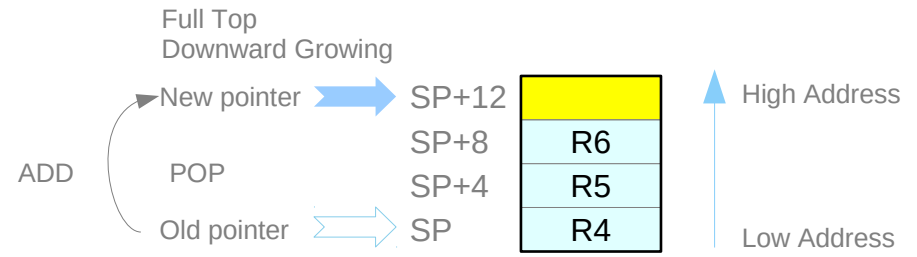 Full Top
Downward Growing
New pointer SP+12 High Address
SP+8 R6
ADD POP SP+4 R5
Old pointer SP R4 Low Address